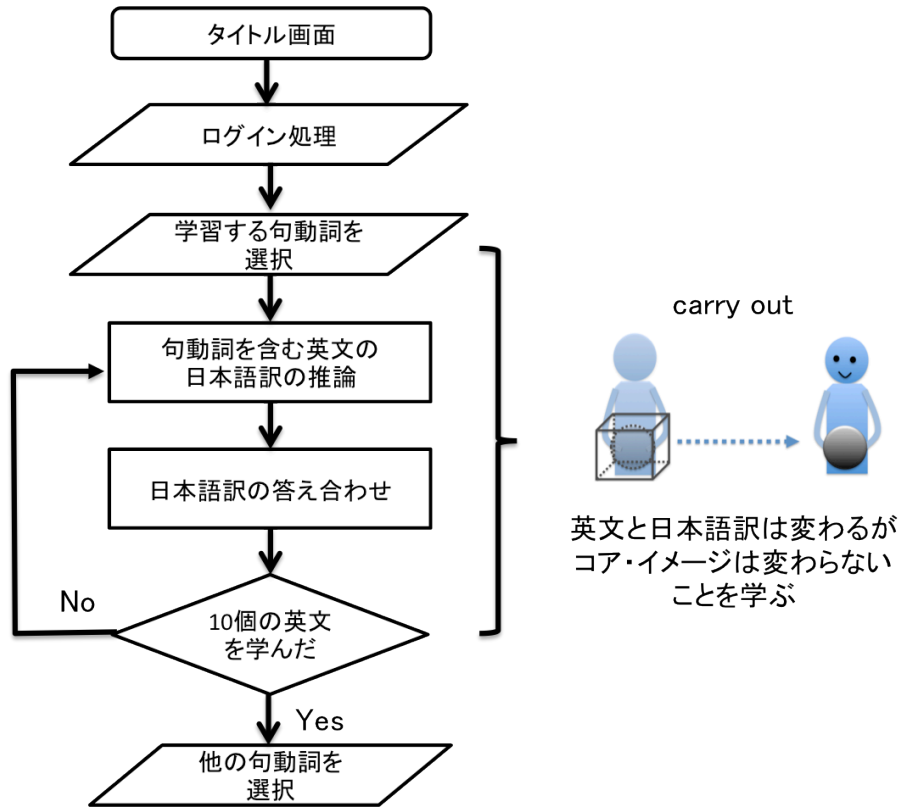 タイトル画面
ログイン処理
学習する句動詞を
選択
句動詞を含む英文の
日本語訳の推論
日本語訳の答え合わせ
No
10個の英文
を学んだ
Yes
他の句動詞を
選択
carry out
英文と日本語訳は変わるが
コア・イメージは変わらない
ことを学ぶ